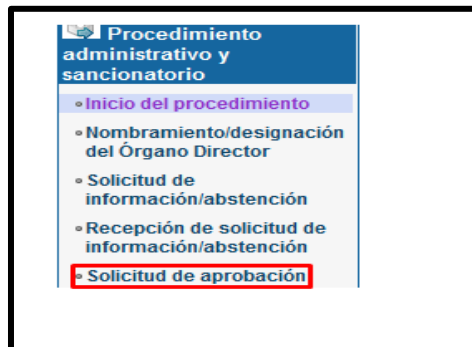 Procedimiento
administrativo y
sancionatorio
Inicio del procedimiento
Nombramiento/designación
del Órgano Director
Solicitud de
información/abstención
Recepción de solicitud de
información/abstención
Solicitud de aprobación